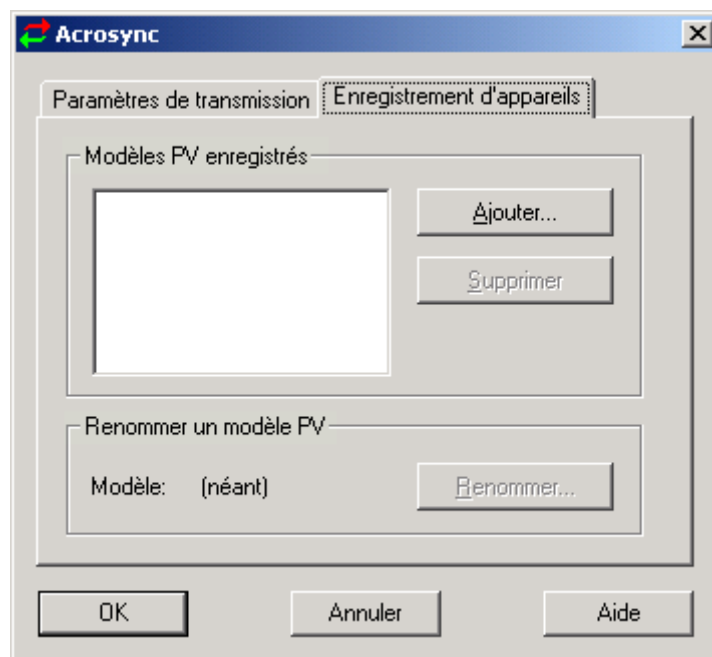 Acrosync
Paramètres de transmission
Enregistrement d'appareils
Modèles PV enregistrés
Ajouter...
Supprimer
Renommer un modèle PV
Modèle: (néant)
Renommer...
OK
Annuler
Aide